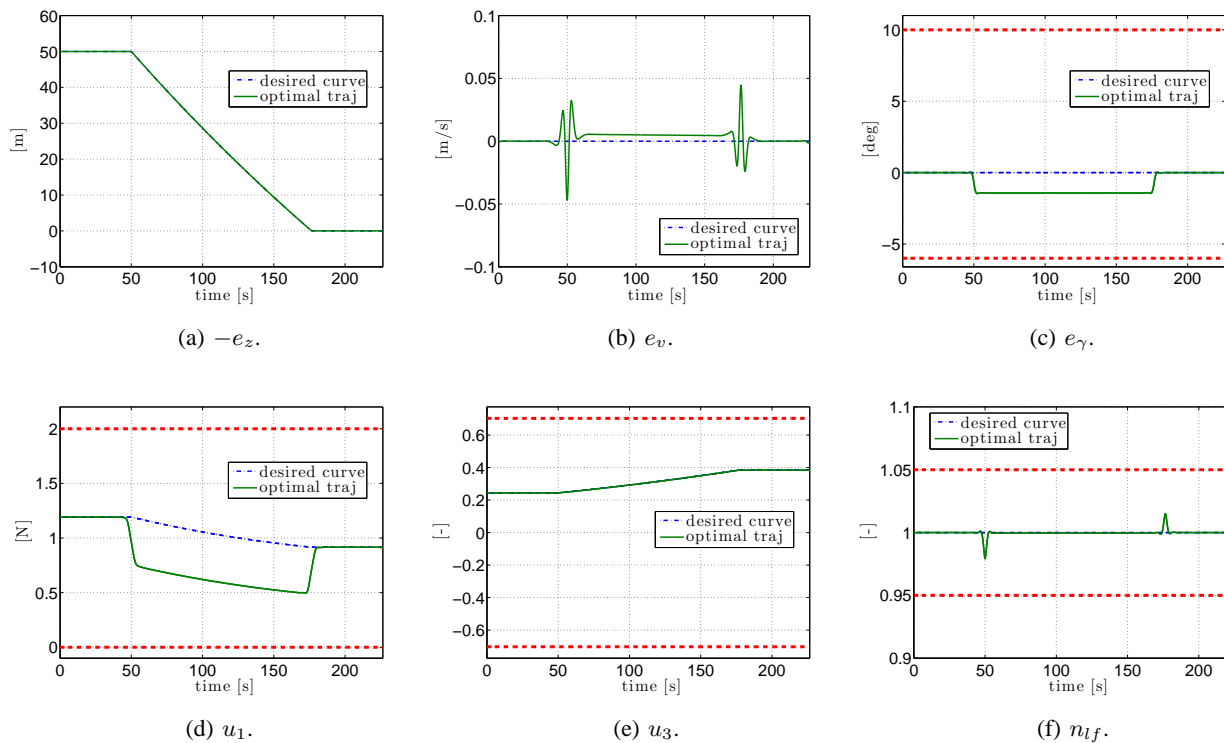 60
50
40
30
20
10
0
−10
[m]
0 50 100 150 200
time [s]
desired curve
optimal traj
(a) −e_z.
0.1
0.05
0
−0.05
−0.1
[m/s]
0 50 100 150 200
time [s]
desired curve
optimal traj
(b) e_v.
10
5
0
−5
[deg]
0 50 100 150 200
time [s]
desired curve
optimal traj
(c) e_γ.
2
1.5
1
0.5
0
[N]
0 50 100 150 200
time [s]
desired curve
optimal traj
(d) u_1.
0.6
0.4
0.2
0
−0.2
−0.4
−0.6
[-]
0 50 100 150 200
time [s]
desired curve
optimal traj
(e) u_3.
1.1
1.05
1
0.95
0.9
[-]
0 50 100 150 200
time [s]
desired curve
optimal traj
(f) n_{lf}.